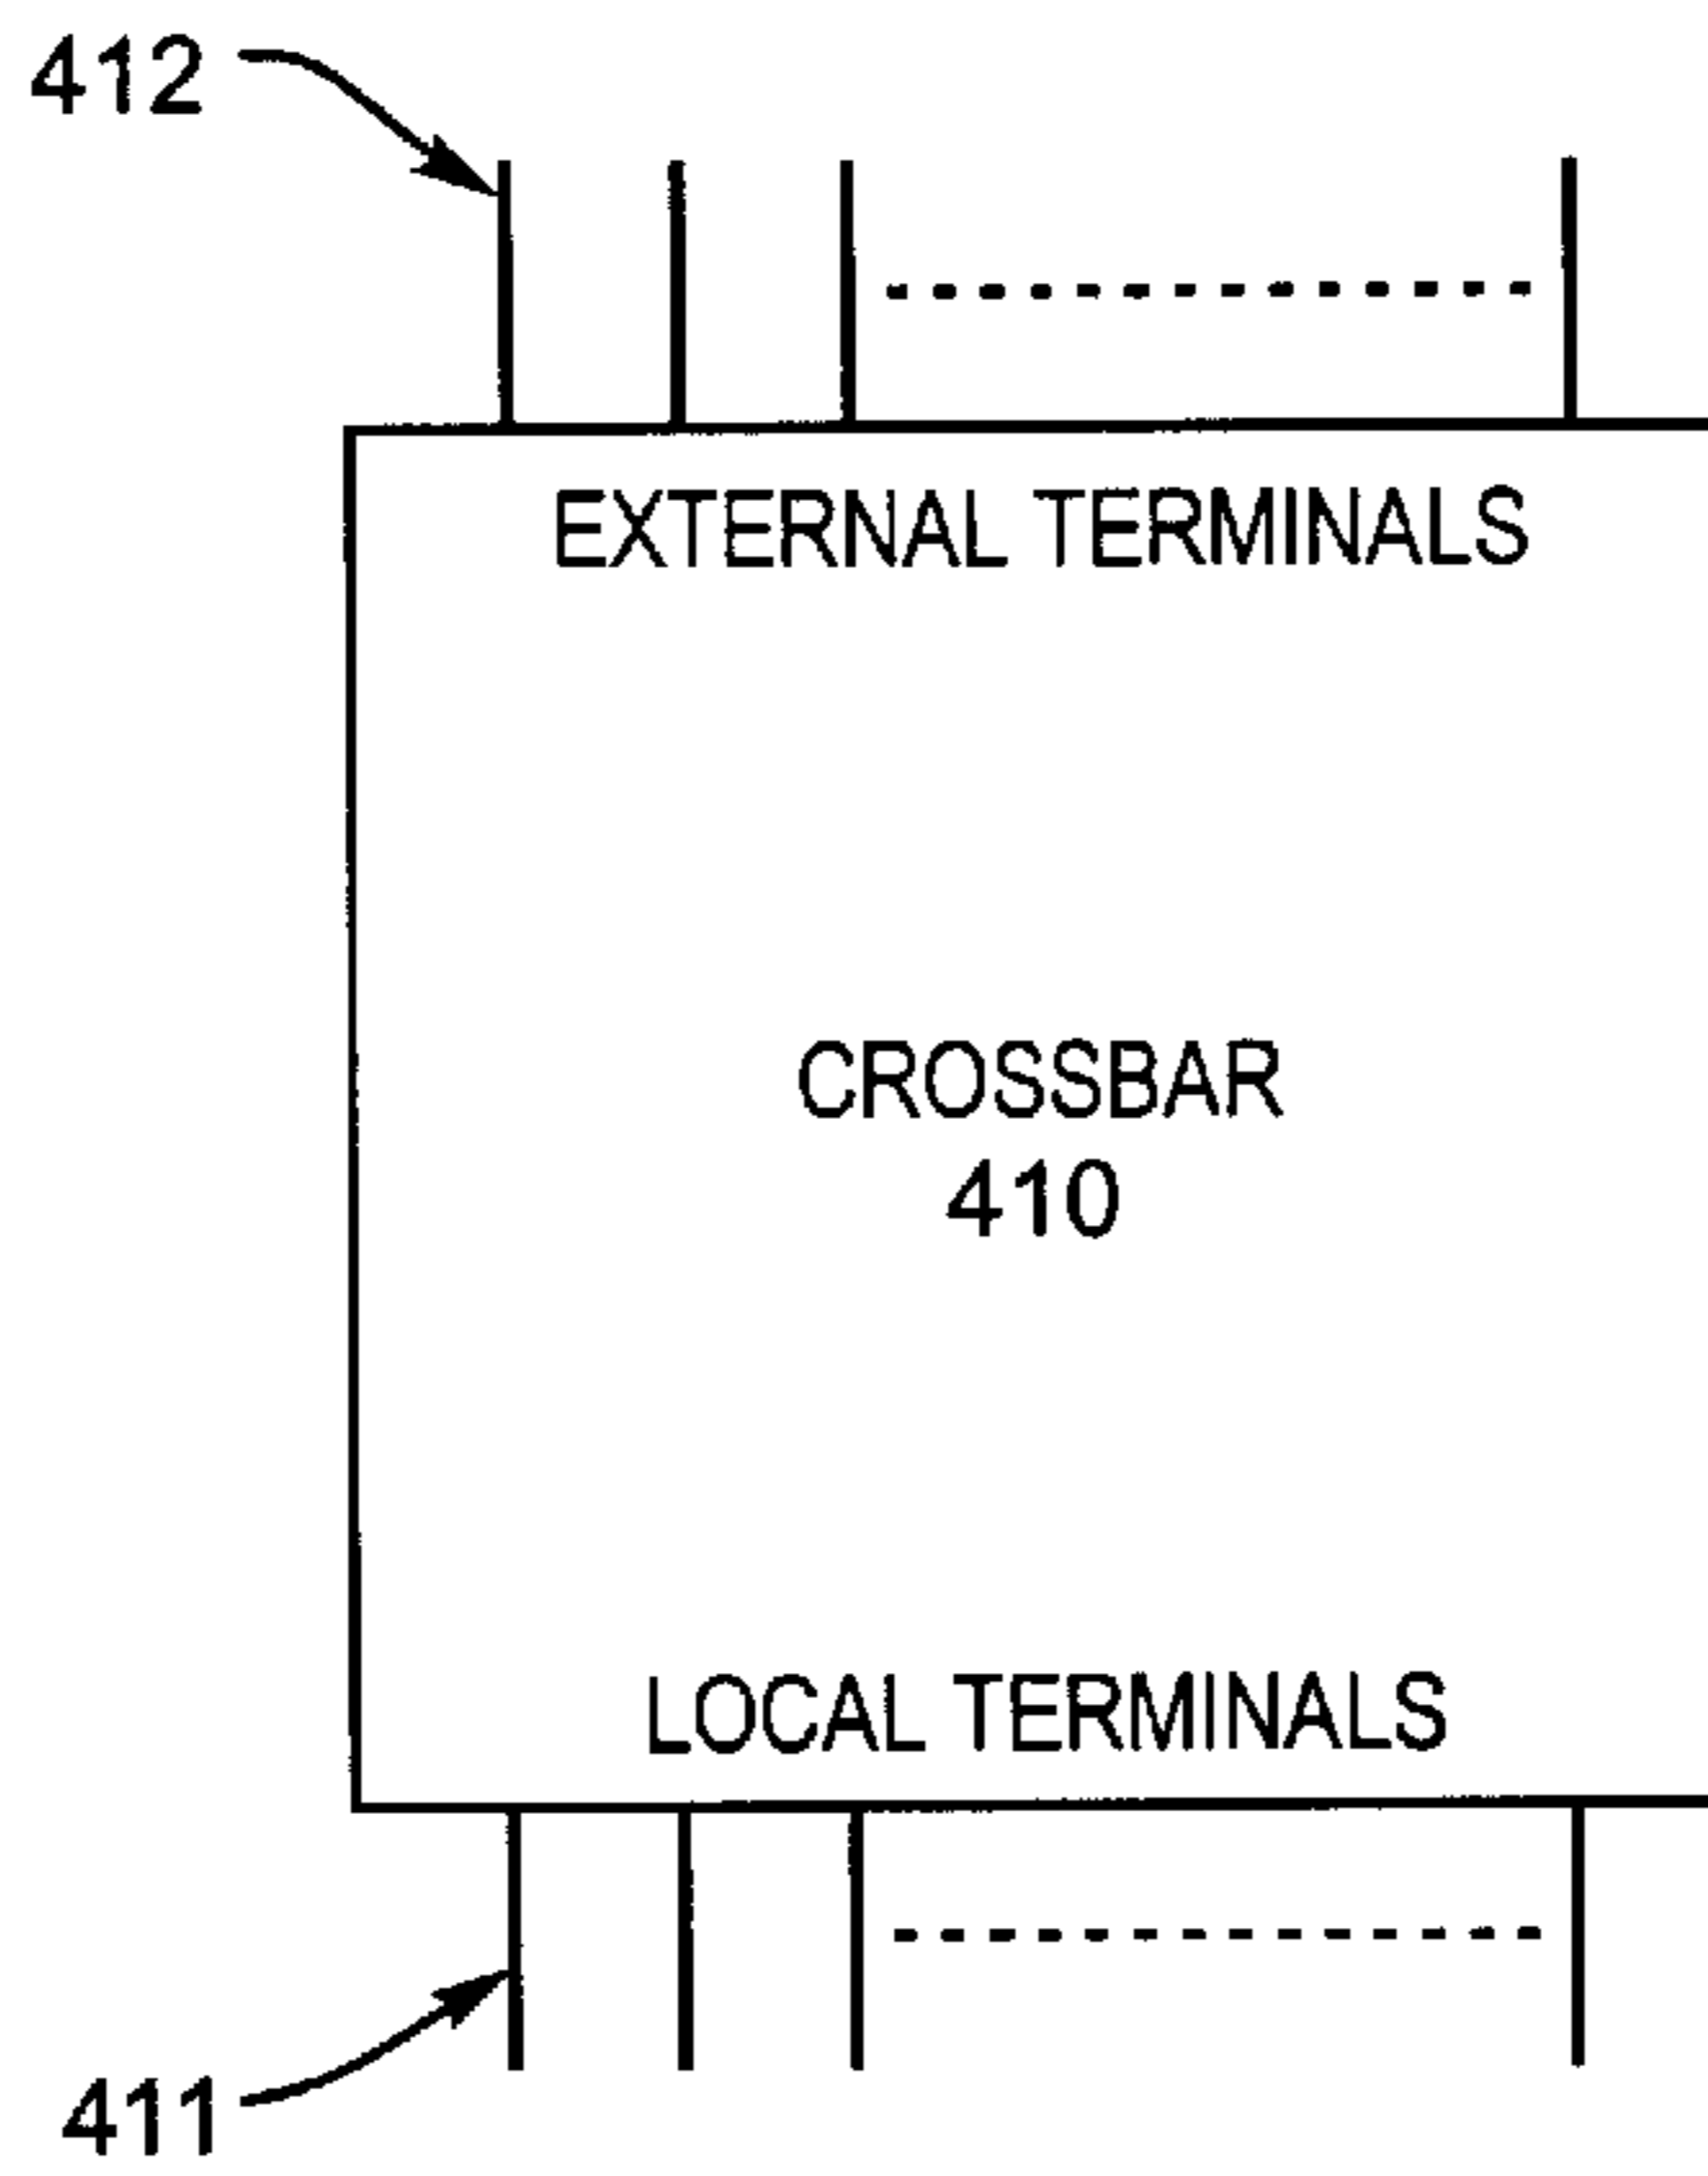 412
EXTERNAL TERMINALS
CROSSBAR
410
LOCAL TERMINALS
411